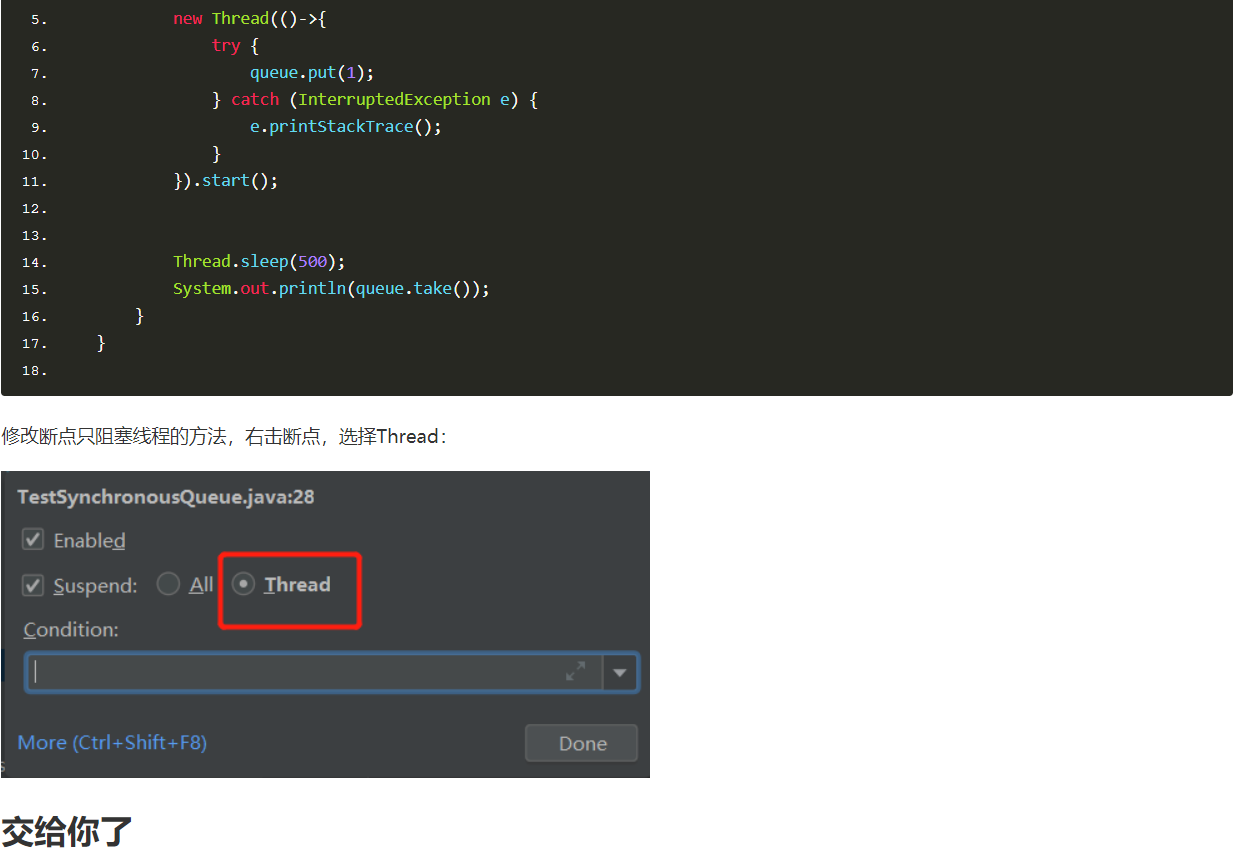 5. new Thread(()->{
6. try {
7. queue.put(1);
8. } catch (InterruptedException e) {
9. e.printStackTrace();
10. }
11. }).start();
12.
13.
14. Thread.sleep(500);
15. System.out.println(queue.take());
16. }
17. }
18.
修改断点只阻塞线程的方法，右击断点，选择Thread：
TestSynchronousQueue.java:28
Enabled
Suspend: All Thread
Condition:
More (Ctrl+Shift+F8) Done
交给你了